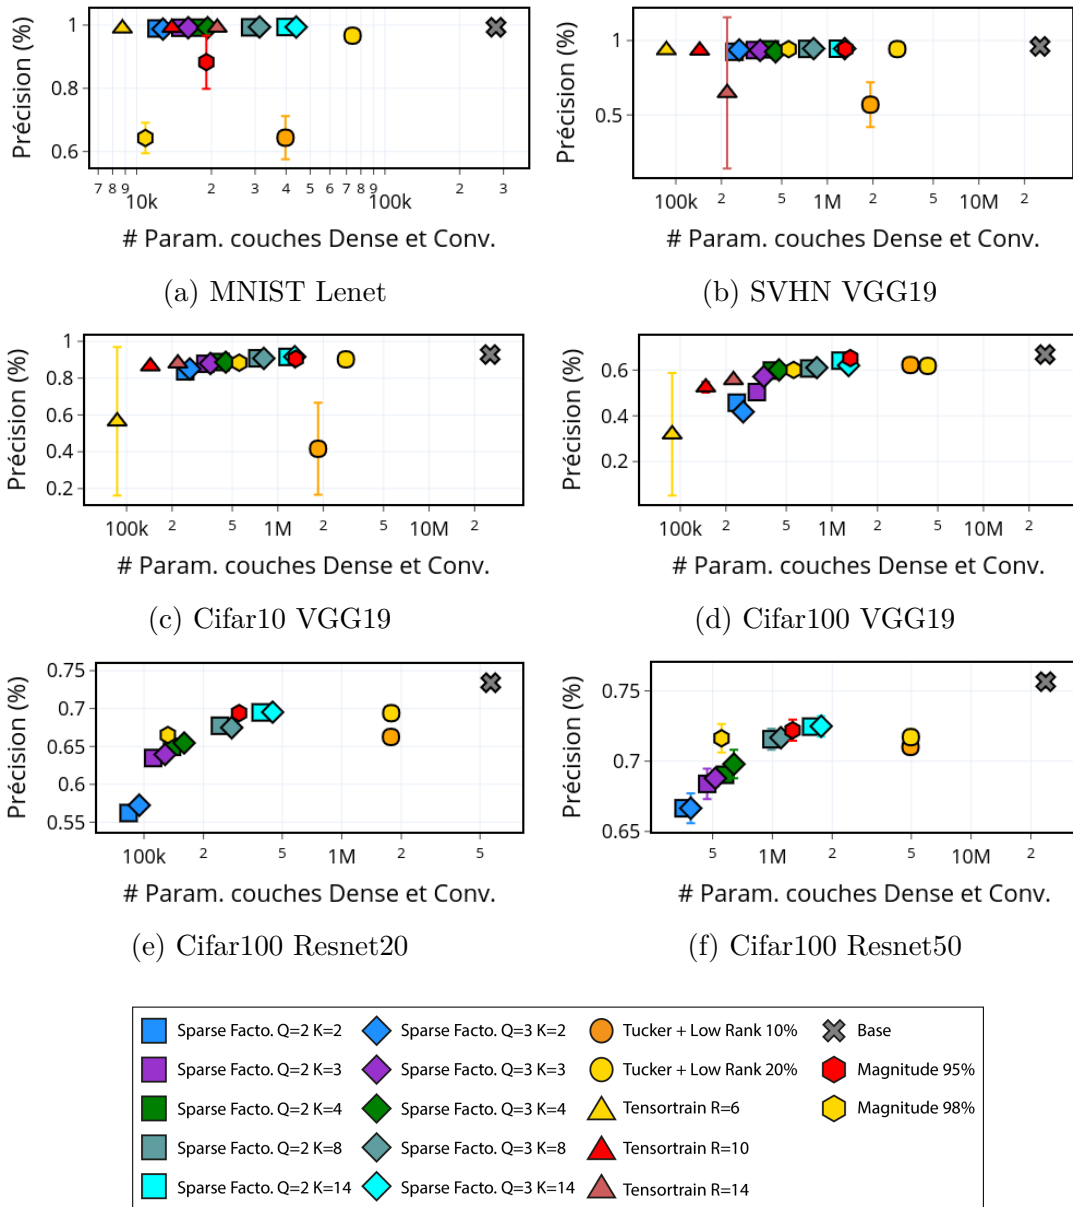 Précision (%)
1
0.8
0.6
7 8 9 10k 2 3 4 5 6 7 8 9 100k 2 3
# Param. couches Dense et Conv.
(a) MNIST Lenet
Précision (%)
1
0.5
100k 2 5 1M 2 5 10M 2
# Param. couches Dense et Conv.
(b) SVHN VGG19
Précision (%)
1
0.8
0.6
0.4
0.2
100k 2 5 1M 2 5 10M 2
# Param. couches Dense et Conv.
(c) Cifar10 VGG19
Précision (%)
0.6
0.4
0.2
100k 2 5 1M 2 5 10M 2
# Param. couches Dense et Conv.
(d) Cifar100 VGG19
Précision (%)
0.75
0.7
0.65
0.6
0.55
100k 2 5 1M 2 5
# Param. couches Dense et Conv.
(e) Cifar100 Resnet20
Précision (%)
0.75
0.7
0.65
5 1M 2 5 10M 2
# Param. couches Dense et Conv.
(f) Cifar100 Resnet50
Sparse Facto. Q=2 K=2
Sparse Facto. Q=2 K=3
Sparse Facto. Q=2 K=4
Sparse Facto. Q=2 K=8
Sparse Facto. Q=2 K=14
Sparse Facto. Q=3 K=2
Sparse Facto. Q=3 K=3
Sparse Facto. Q=3 K=4
Sparse Facto. Q=3 K=8
Sparse Facto. Q=3 K=14
Tucker + Low Rank 10%
Tucker + Low Rank 20%
Tensortrain R=6
Tensortrain R=10
Tensortrain R=14
Base
Magnitude 95%
Magnitude 98%